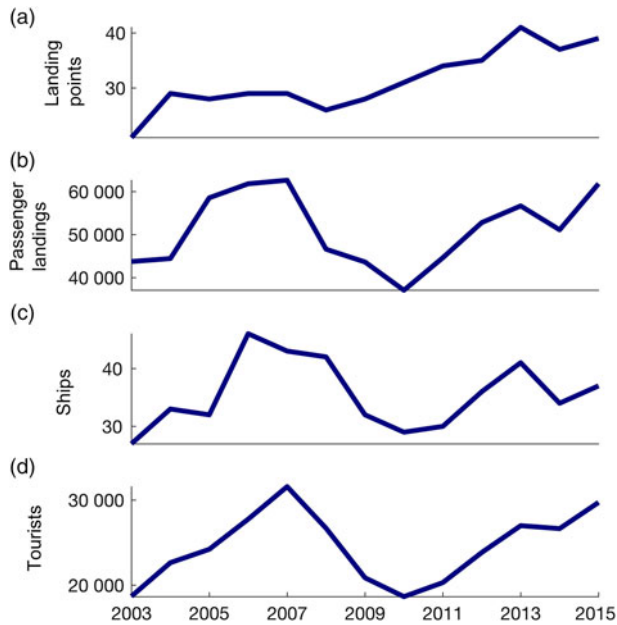 (a)
40
30
Landing
points
(b)
60 000
50 000
40 000
Passenger
landings
(c)
40
30
Ships
(d)
30 000
20 000
Tourists
2003 2005 2007 2009 2011 2013 2015